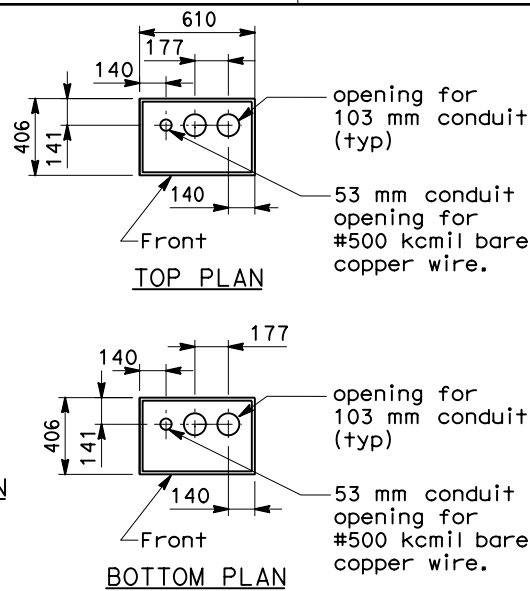 610
177
140
406
141
140
opening for
103 mm conduit
(typ)
53 mm conduit
opening for
#500 kcmil bare
copper wire.
Front
TOP PLAN
177
140
406
141
140
opening for
103 mm conduit
(typ)
N
53 mm conduit
opening for
#500 kcmil bare
copper wire.
Front
BOTTOM PLAN